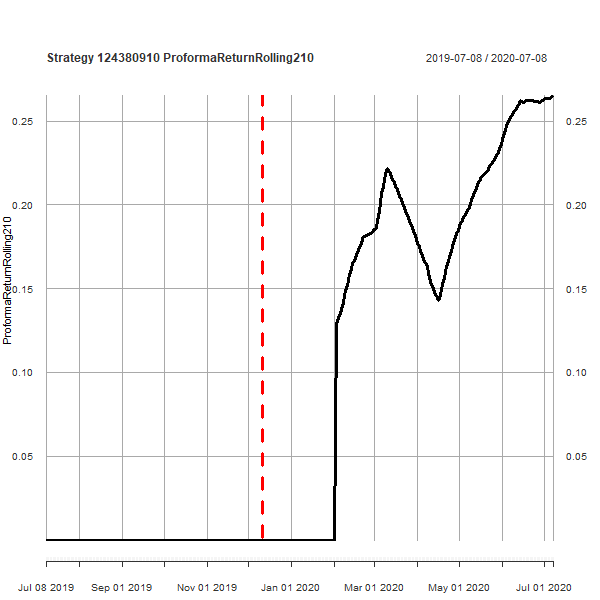 Strategy 124380910 ProformaReturnRolling210
2019-07-08 / 2020-07-08
ProformaReturnRolling210
0.25
0.20
0.15
0.10
0.05
0.25
0.20
0.15
0.10
0.05
Jul 08 2019
Sep 01 2019
Nov 01 2019
Jan 01 2020
Mar 01 2020
May 01 2020
Jul 01 2020